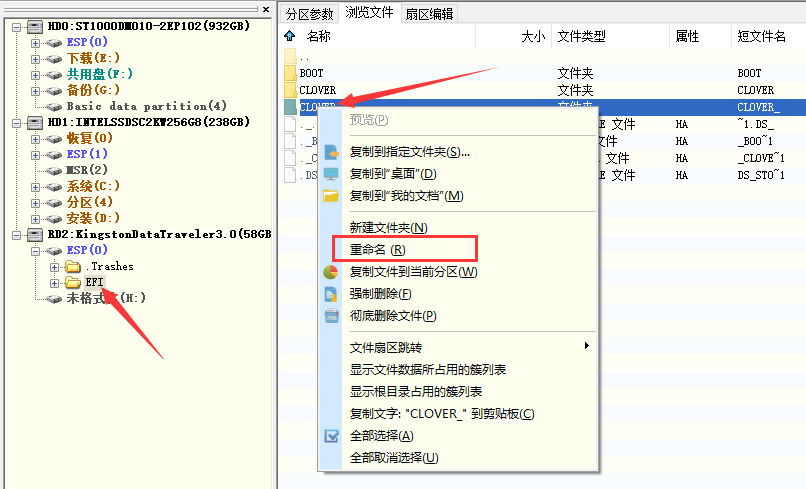 HD0:ST1000DM010-2EP102(932GB)
ESP(0)
下载(E:)
共用盘(F:)
备份(G:)
Basic data partition(4)
HD1:INTELSSDSC2KW256G8(238GB)
恢复(0)
ESP(1)
MSR(2)
系统(C:)
分区(4)
安装(D:)
RD2:KingstonDataTraveler3.0(58GB
ESP(0)
.Trashes
EFI
未格式(H:)
分区参数 浏览文件 扇区编辑
名称 大小 文件类型 属性 短文件名
..
BOOT 文件夹 BOOT
CLOVER 文件夹 CLOVER
CLOVER 文件夹 CLOVER_
._. E 文件 HA ~1.DS_
._B 文件 HA _BOO~1
._C 文件 HA _CLOVE~1
.DS E 文件 HA DS_STO~1
预览(P)
复制到指定文件夹(S)...
复制到"桌面"(D)
复制到"我的文档"(M)
新建文件夹(N)
重命名 (R)
复制文件到当前分区(W)
强制删除(F)
彻底删除文件(P)
文件扇区跳转
显示文件数据所占用的簇列表
显示根目录占用的簇列表
复制文字: "CLOVER_" 到剪贴板(C)
全部选择(A)
全部取消选择(U)